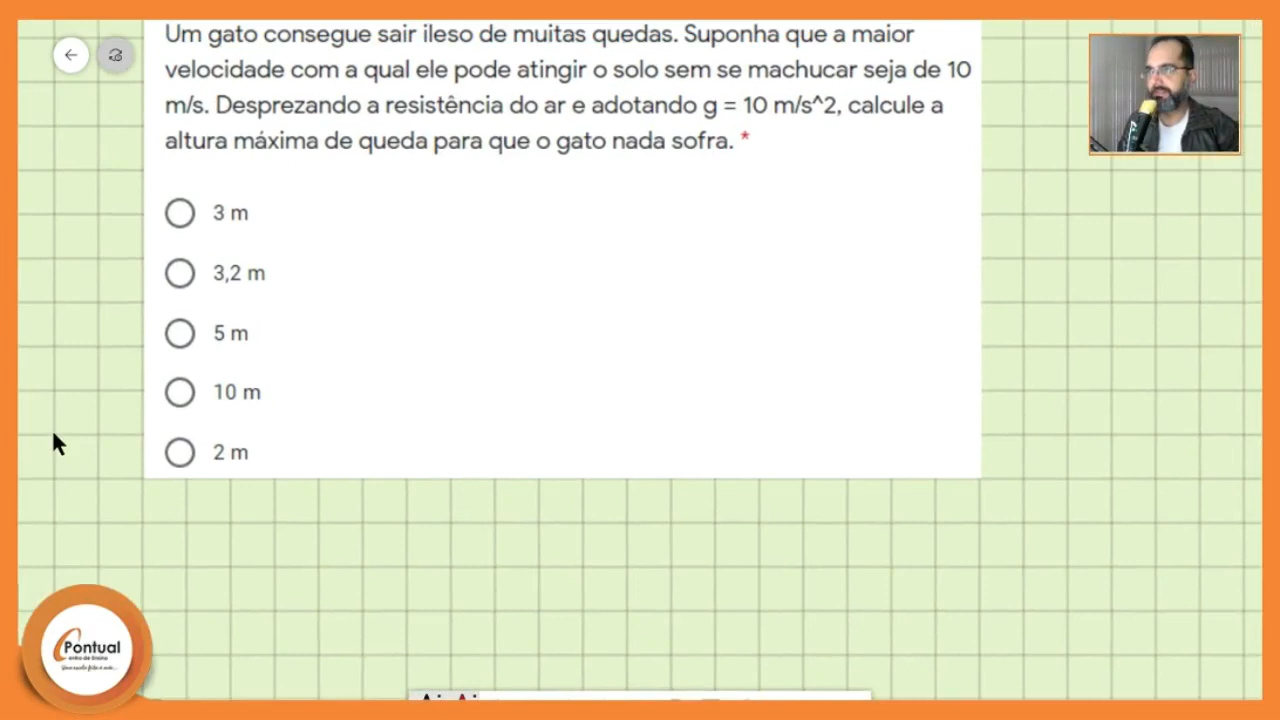 Um gato consegue sair ileso de muitas quedas. Suponha que a maior
velocidade com a qual ele pode atingir o solo sem se machucar seja de 10
m/s. Desprezando a resistência do ar e adotando g = 10 m/s^2, calcule a
altura máxima de queda para que o gato nada sofra. *
3 m
3,2 m
5 m
10 m
2 m
Pontual